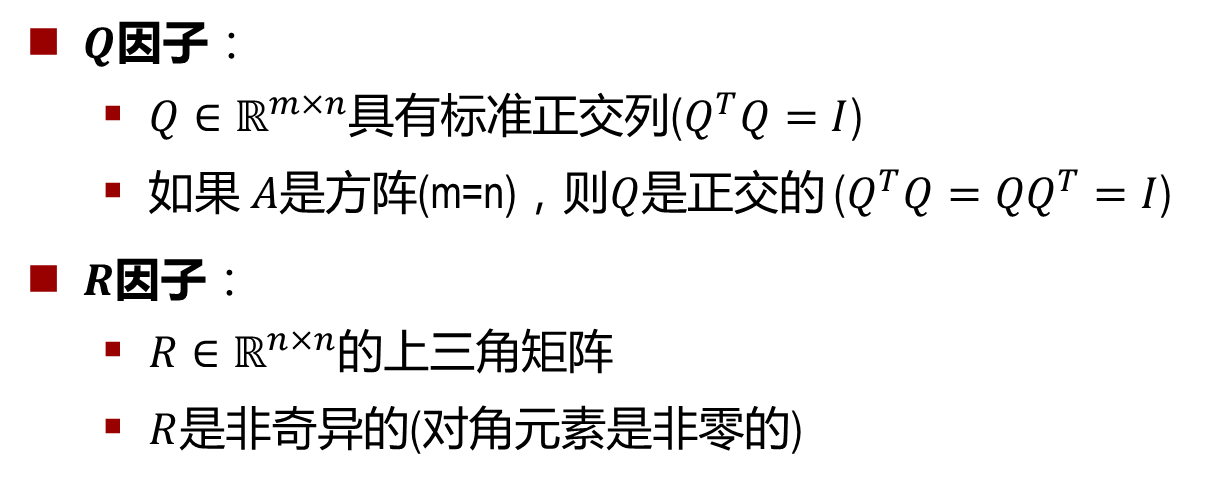 ■ Q因子：
▪ Q ∈ ℝ^{m×n}具有标准正交列(Q^T Q = I)
▪ 如果 A是方阵(m=n)，则Q是正交的 (Q^T Q = QQ^T = I)
■ R因子：
▪ R ∈ ℝ^{n×n}的上三角矩阵
▪ R是非奇异的(对角元素是非零的)